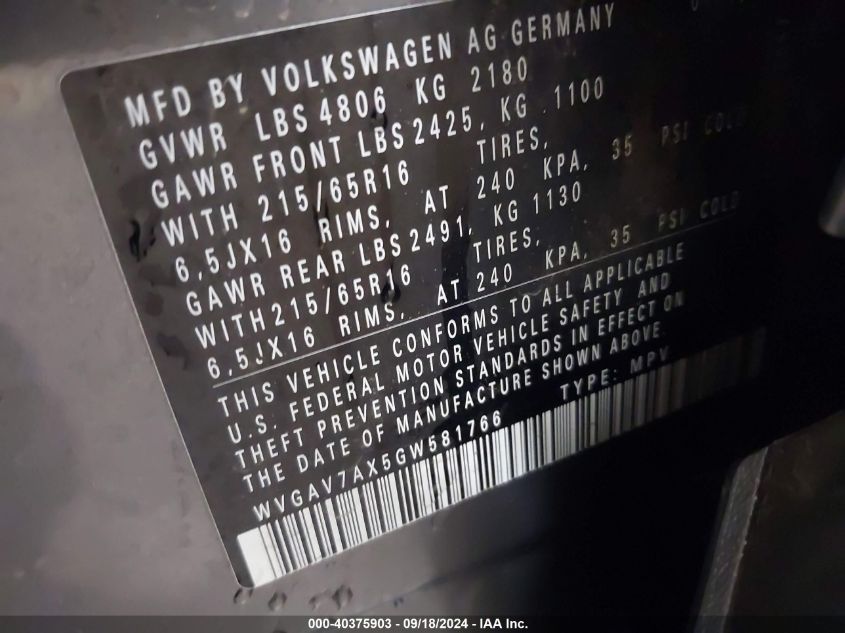 MFD BY VOLKSWAGEN AG GERMANY
GVWR LBS 4806 KG 2180
GAWR FRONT LBS 2425, KG 1100
WITH 215/65R16 TIRES,
6,5JX16 RIMS, AT 240 KPA, 35 PSI COLD
GAWR REAR LBS 2491, KG 1130
WITH 215/65R16 TIRES,
6,5JX16 RIMS, AT 240 KPA, 35 PSI COLD
THIS VEHICLE CONFORMS TO ALL APPLICABLE
U.S. FEDERAL MOTOR VEHICLE SAFETY AND
THEFT PREVENTION STANDARDS IN EFFECT ON
THE DATE OF MANUFACTURE SHOWN ABOVE.
WVGAV7AX5GW581766 TYPE: MPV
000-40375903 - 09/18/2024 - IAA Inc.